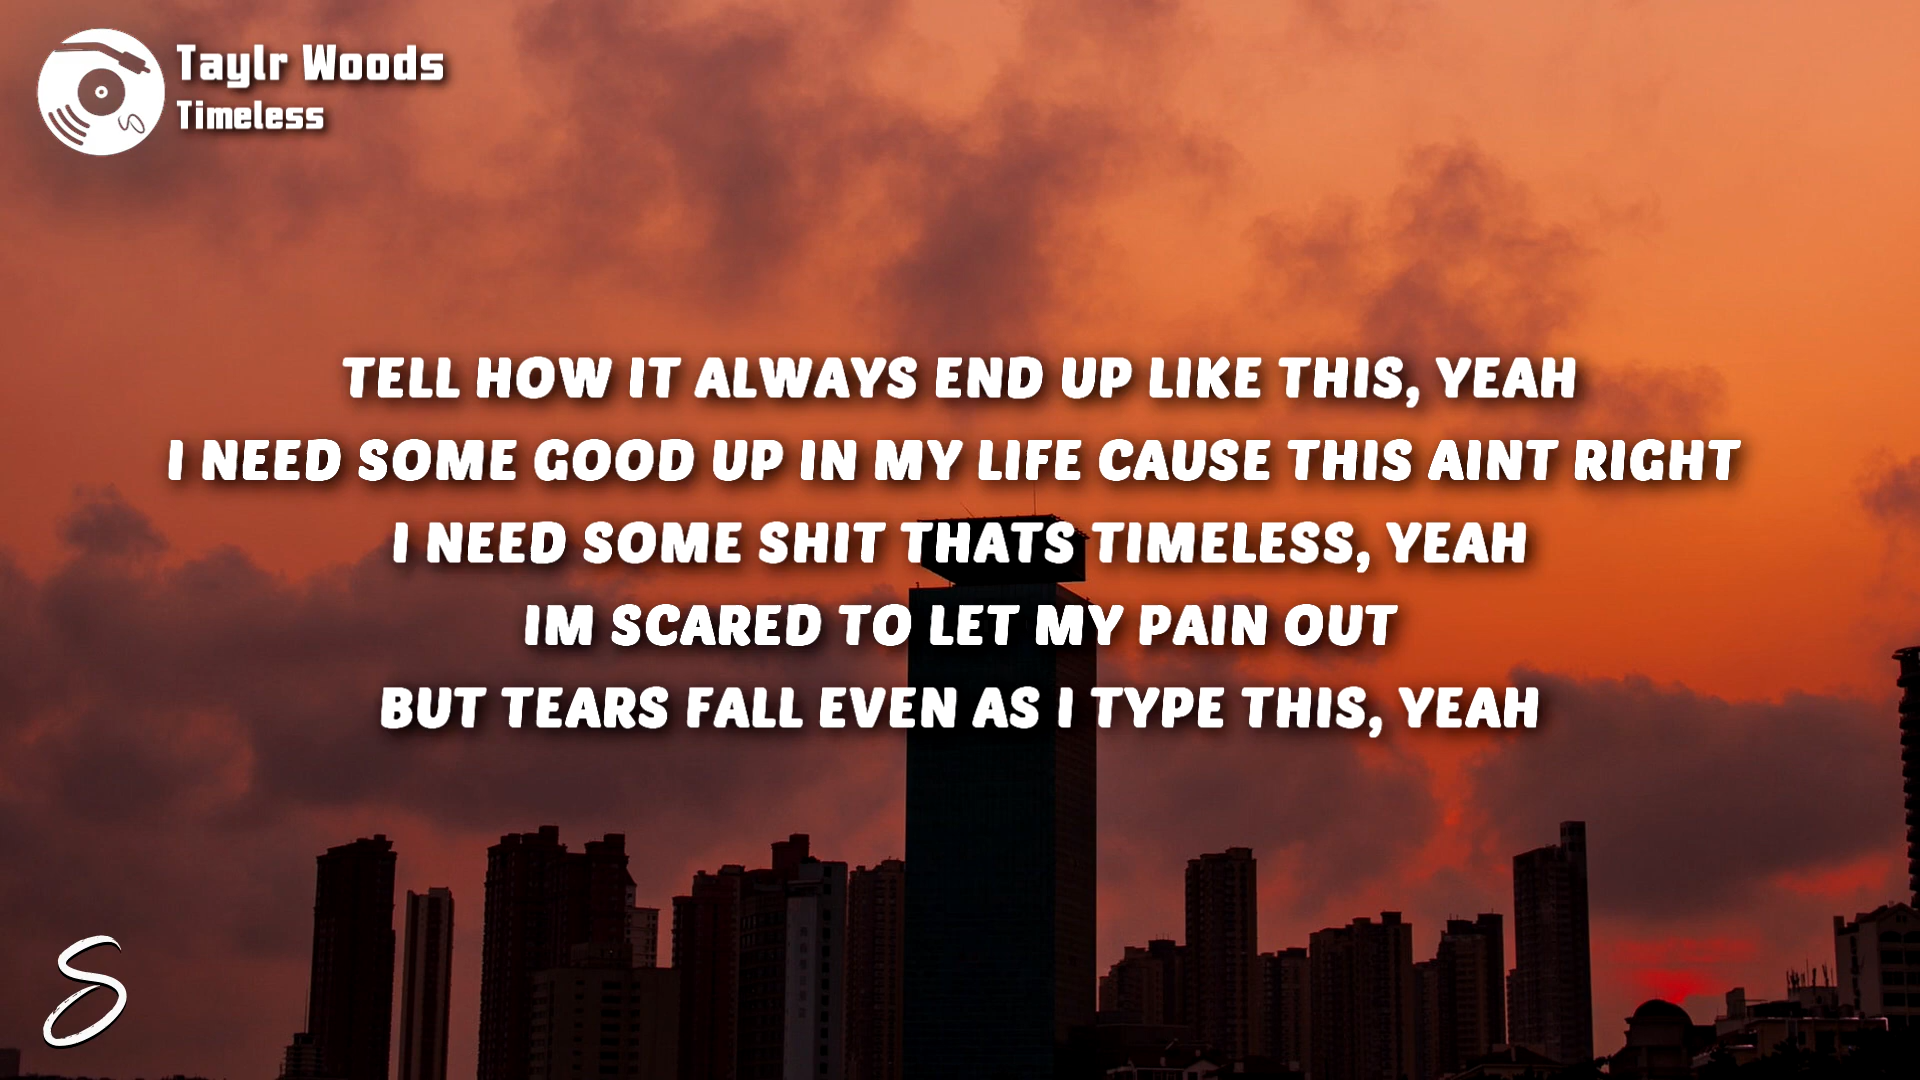 Taylr Woods
Timeless
TELL HOW IT ALWAYS END UP LIKE THIS, YEAH
I NEED SOME GOOD UP IN MY LIFE CAUSE THIS AINT RIGHT
I NEED SOME SHIT THATS TIMELESS, YEAH
IM SCARED TO LET MY PAIN OUT
BUT TEARS FALL EVEN AS I TYPE THIS, YEAH
S